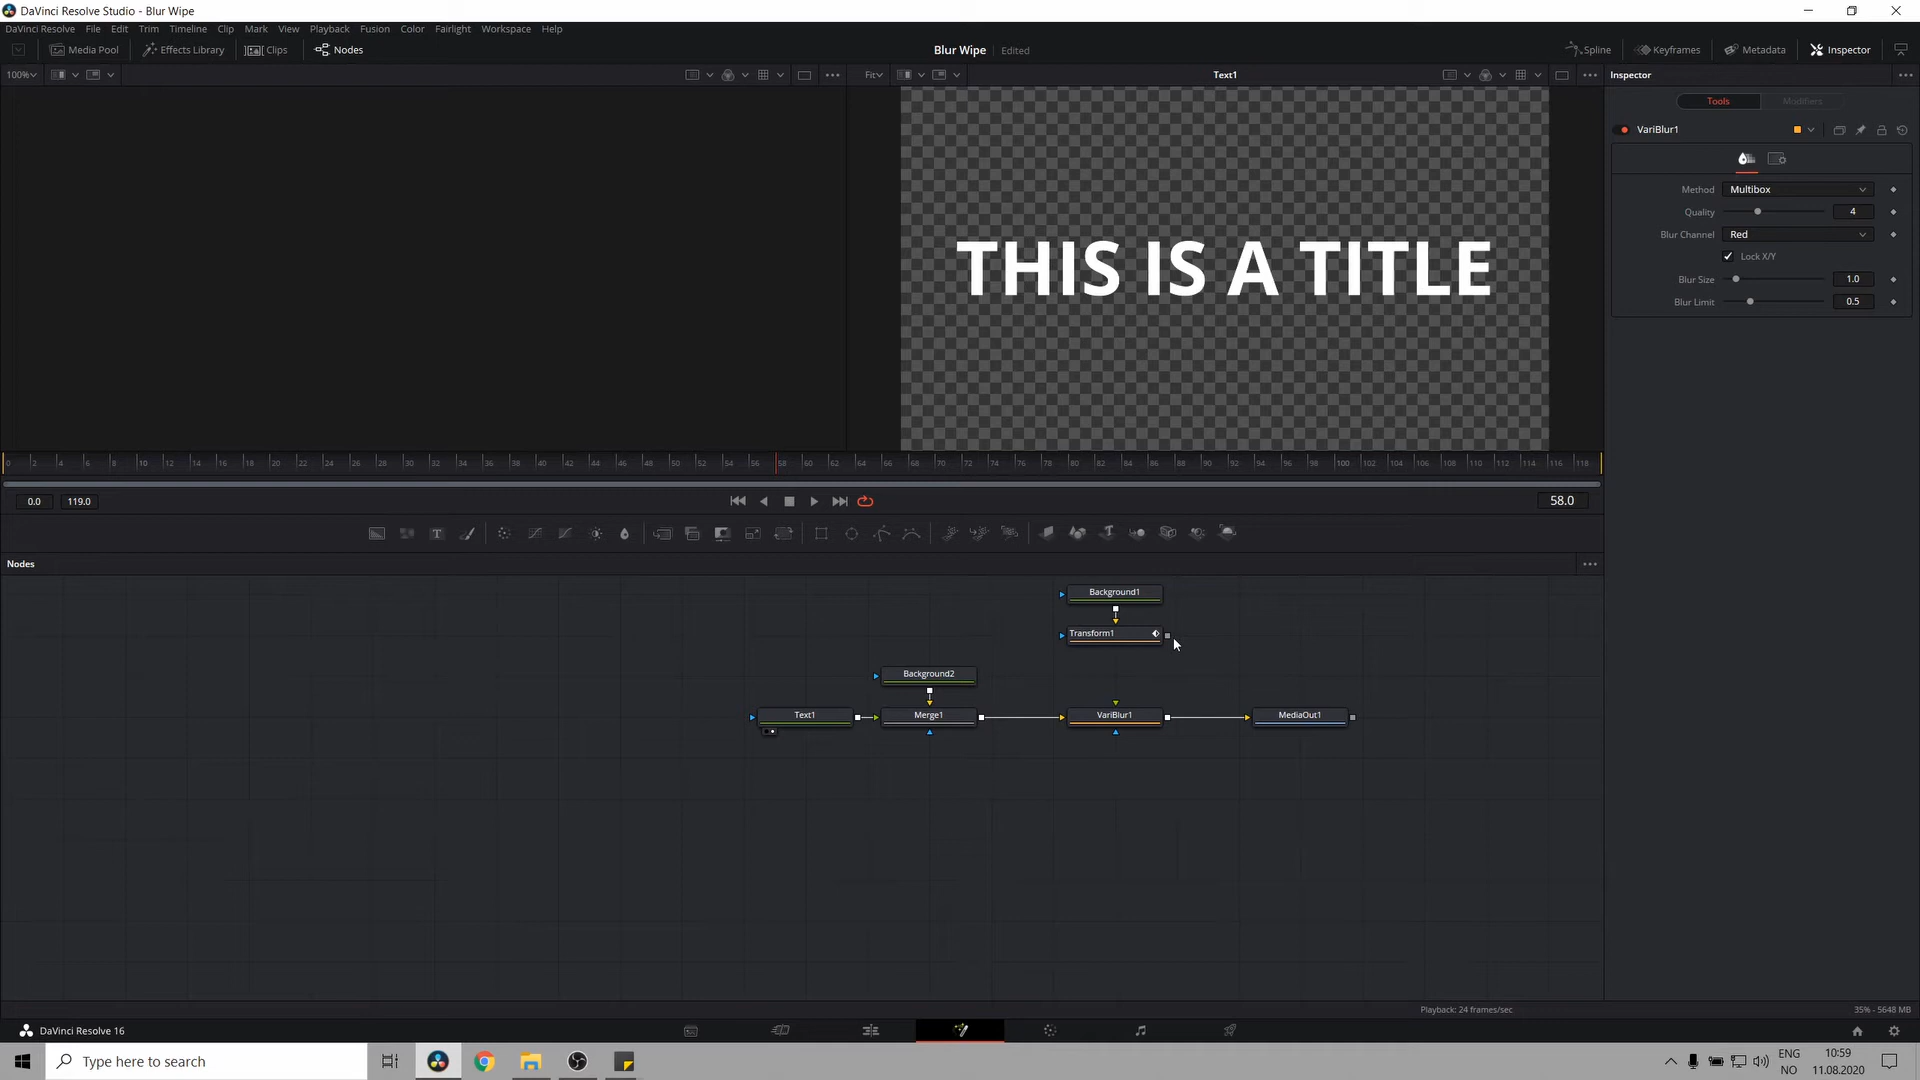 DaVinci Resolve Studio - Blur Wipe
DaVinci Resolve File Edit Trim Timeline Clip Mark View Playback Fusion Color Fairlight Workspace Help
Media Pool Effects Library Clips Nodes Blur Wipe Edited Spline Keyframes Metadata Inspector
100% Fit Text1 Inspector
Tools Modifiers
VariBlur1
Method Multibox
Quality 4
Blur Channel Red
Lock X/Y
Blur Size 1.0
Blur Limit 0.5
THIS IS A TITLE
0 2 4 6 8 10 12 14 16 18 20 22 24 26 28 30 32 34 36 38 40 42 44 46 48 50 52 54 56 58 60 62 64 66 68 70 72 74 76 78 80 82 84 86 88 90 92 94 96 98 100 102 104 106 108 110 112 114 116 118
0.0 119.0 58.0
Nodes
Background1
Transform1
Background2
Text1 Merge1 VariBlur1 MediaOut1
Playback: 24 frames/sec 35% - 5648 MB
DaVinci Resolve 16
Type here to search
ENG 10:59
NO 11.08.2020